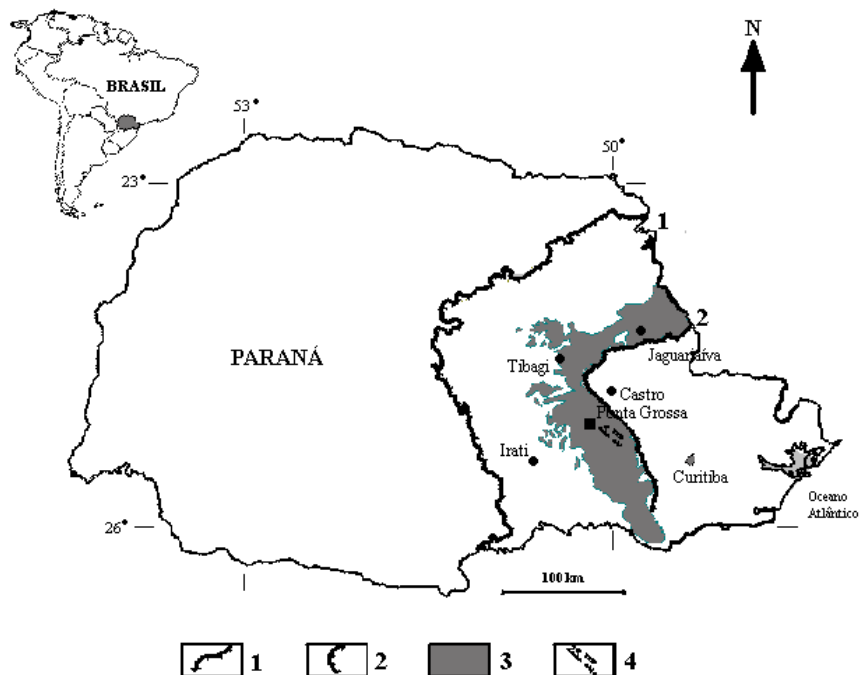 BRASIL
N
53°
50°
23°
1
2
PARANÁ
Jaguariaíva
Tibagi
Castro
Ponta Grossa
Irati
Curitiba
Oceano
Atlântico
26°
100 km
1 2 3 4